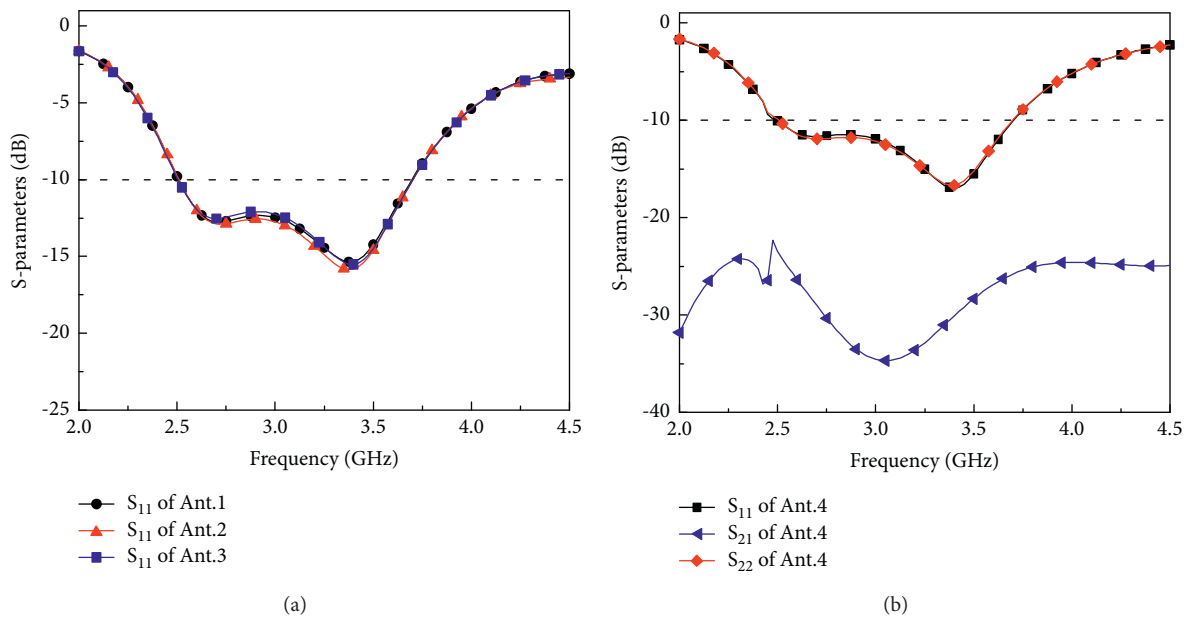 0
-5
-10
-15
-20
-25
S-parameters (dB)
2.0 2.5 3.0 3.5 4.0 4.5
Frequency (GHz)
S11 of Ant.1
S11 of Ant.2
S11 of Ant.3
(a)
0
-10
-20
-30
-40
S-parameters (dB)
2.0 2.5 3.0 3.5 4.0 4.5
Frequency (GHz)
S11 of Ant.4
S21 of Ant.4
S22 of Ant.4
(b)